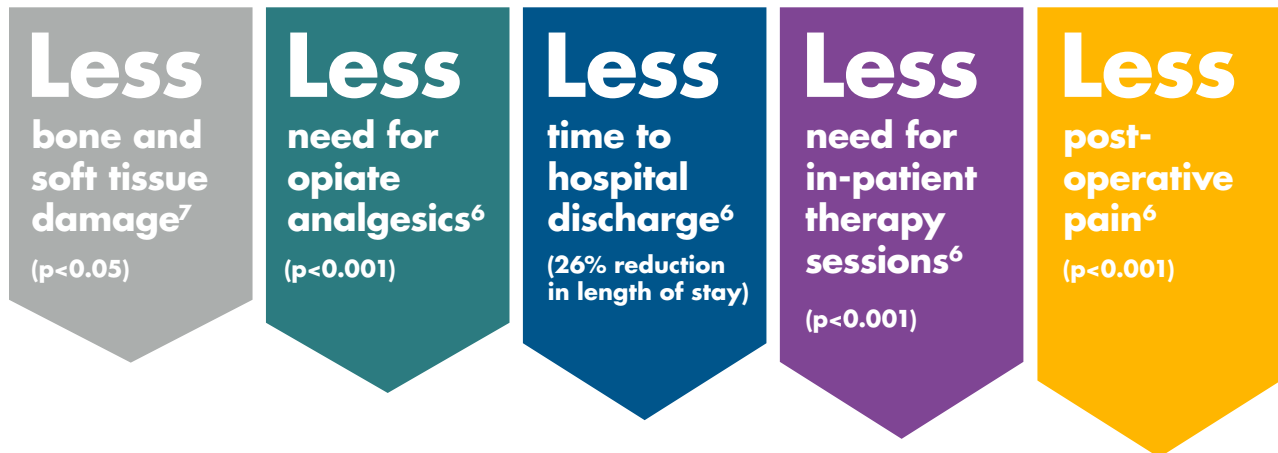 Less
bone and
soft tissue
damage⁷
(p<0.05)
Less
need for
opiate
analgesics⁶
(p<0.001)
Less
time to
hospital
discharge⁶
(26% reduction
in length of stay)
Less
need for
in-patient
therapy
sessions⁶
(p<0.001)
Less
post-
operative
pain⁶
(p<0.001)